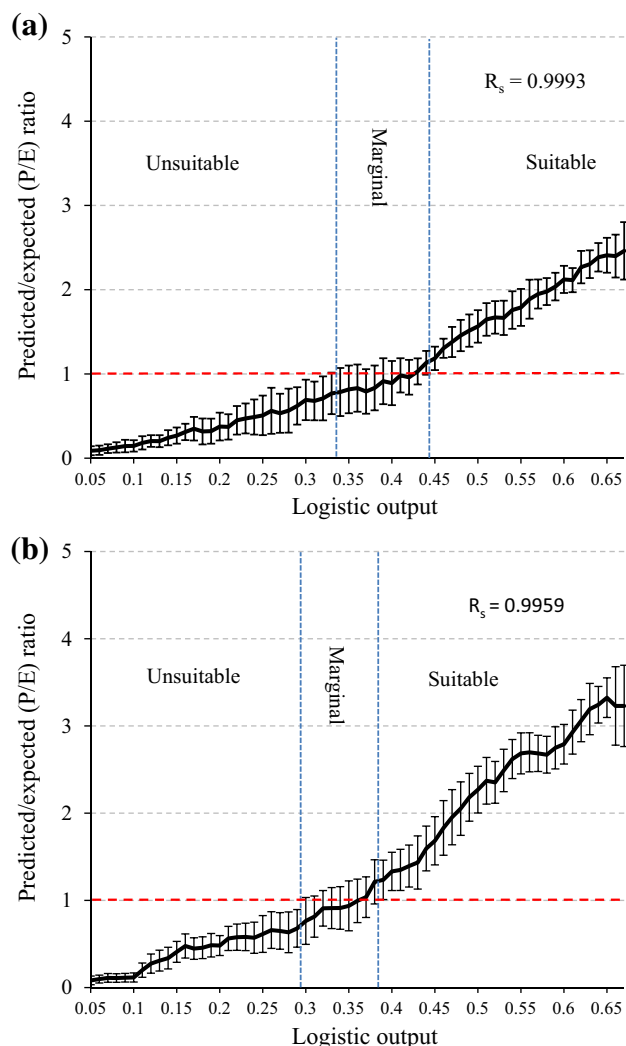 (a)
Predicted/expected (P/E) ratio
5
4
3
2
1
0
R_s = 0.9993
Unsuitable
Marginal
Suitable
0.05 0.1 0.15 0.2 0.25 0.3 0.35 0.4 0.45 0.5 0.55 0.6 0.65
Logistic output
(b)
Predicted/expected (P/E) ratio
5
4
3
2
1
0
R_s = 0.9959
Unsuitable
Marginal
Suitable
0.05 0.1 0.15 0.2 0.25 0.3 0.35 0.4 0.45 0.5 0.55 0.6 0.65
Logistic output